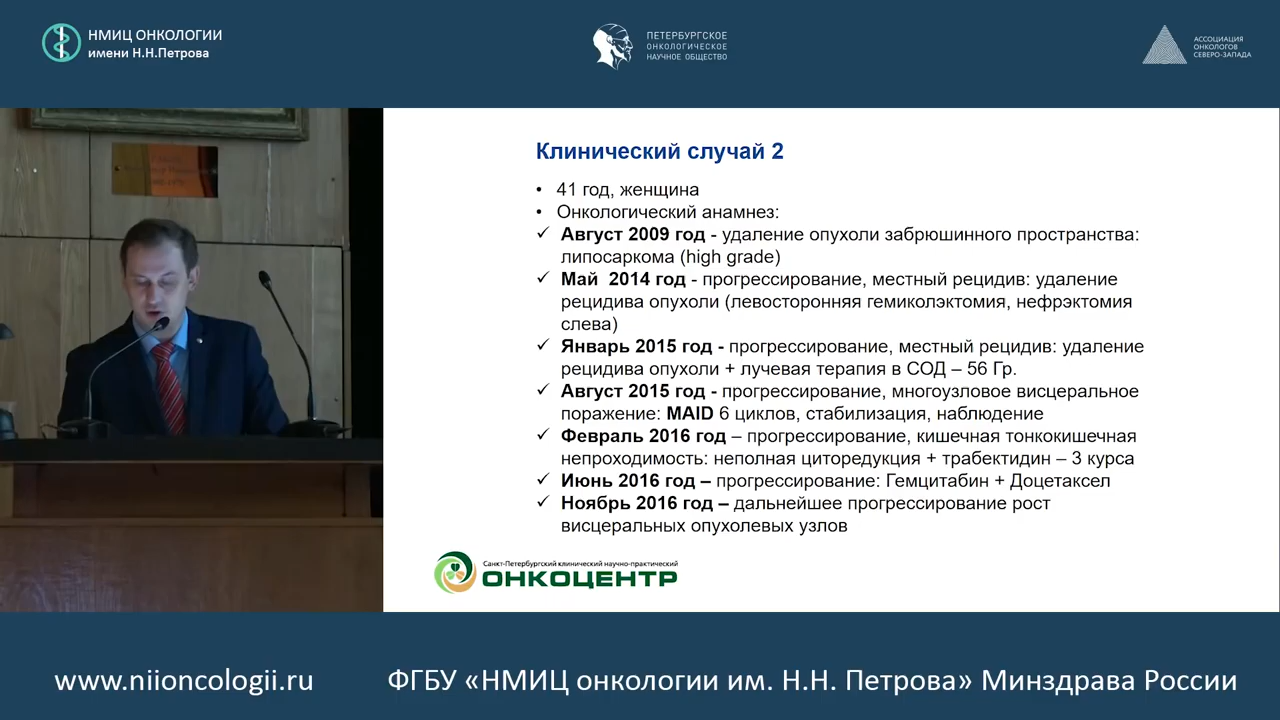 НМИЦ ОНКОЛОГИИ
имени Н.Н.Петрова
ПЕТЕРБУРГСКОЕ
ОНКОЛОГИЧЕСКОЕ
НАУЧНОЕ ОБЩЕСТВО
АССОЦИАЦИЯ
ОНКОЛОГОВ
СЕВЕРО-ЗАПАДА
Клинический случай 2
• 41 год, женщина
• Онкологический анамнез:
✓ Август 2009 год - удаление опухоли забрюшинного пространства:
липосаркома (high grade)
✓ Май 2014 год - прогрессирование, местный рецидив: удаление
рецидива опухоли (левосторонняя гемиколэктомия, нефрэктомия
слева)
✓ Январь 2015 год - прогрессирование, местный рецидив: удаление
рецидива опухоли + лучевая терапия в СОД – 56 Гр.
✓ Август 2015 год - прогрессирование, многоузловое висцеральное
поражение: MAID 6 циклов, стабилизация, наблюдение
✓ Февраль 2016 год – прогрессирование, кишечная тонкокишечная
непроходимость: неполная циторедукция + трабектидин – 3 курса
✓ Июнь 2016 год – прогрессирование: Гемцитабин + Доцетаксел
✓ Ноябрь 2016 год – дальнейшее прогрессирование рост
висцеральных опухолевых узлов
Санкт-Петербургский клинический научно-практический
ОНКОЦЕНТР
www.niioncologii.ru
ФГБУ «НМИЦ онкологии им. Н.Н. Петрова» Минздрава России